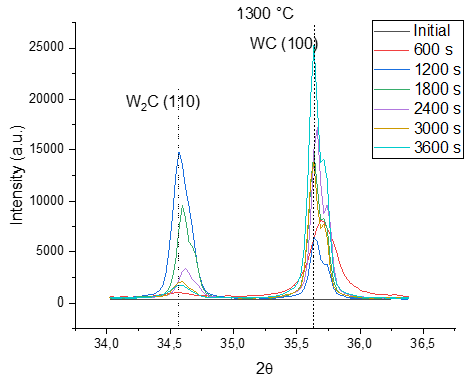 1300 °C
WC (100)
W₂C (110)
Initial
600 s
1200 s
1800 s
2400 s
3000 s
3600 s
Intensity (a.u.)
25000
20000
15000
10000
5000
0
34,0 34,5 35,0 35,5 36,0 36,5
2θ